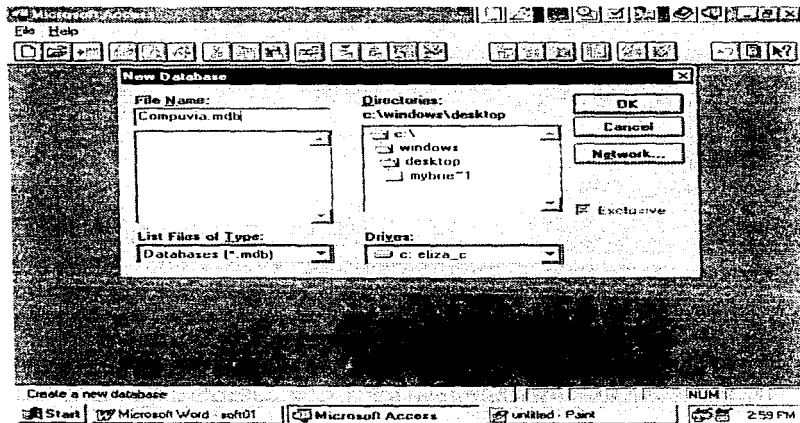 Microsoft Access
File Help
New Database
File Name:
Compuvia.mdb
List Files of Type:
Databases (*.mdb)
Directories:
c:\windows\desktop
c:\
windows
desktop
mybrie~1
Drives:
c: eliza_c
OK
Cancel
Network...
Exclusive
Create a new database
NUM
Start
Microsoft Word - soft01
Microsoft Access
untitled - Paint
2:59 PM